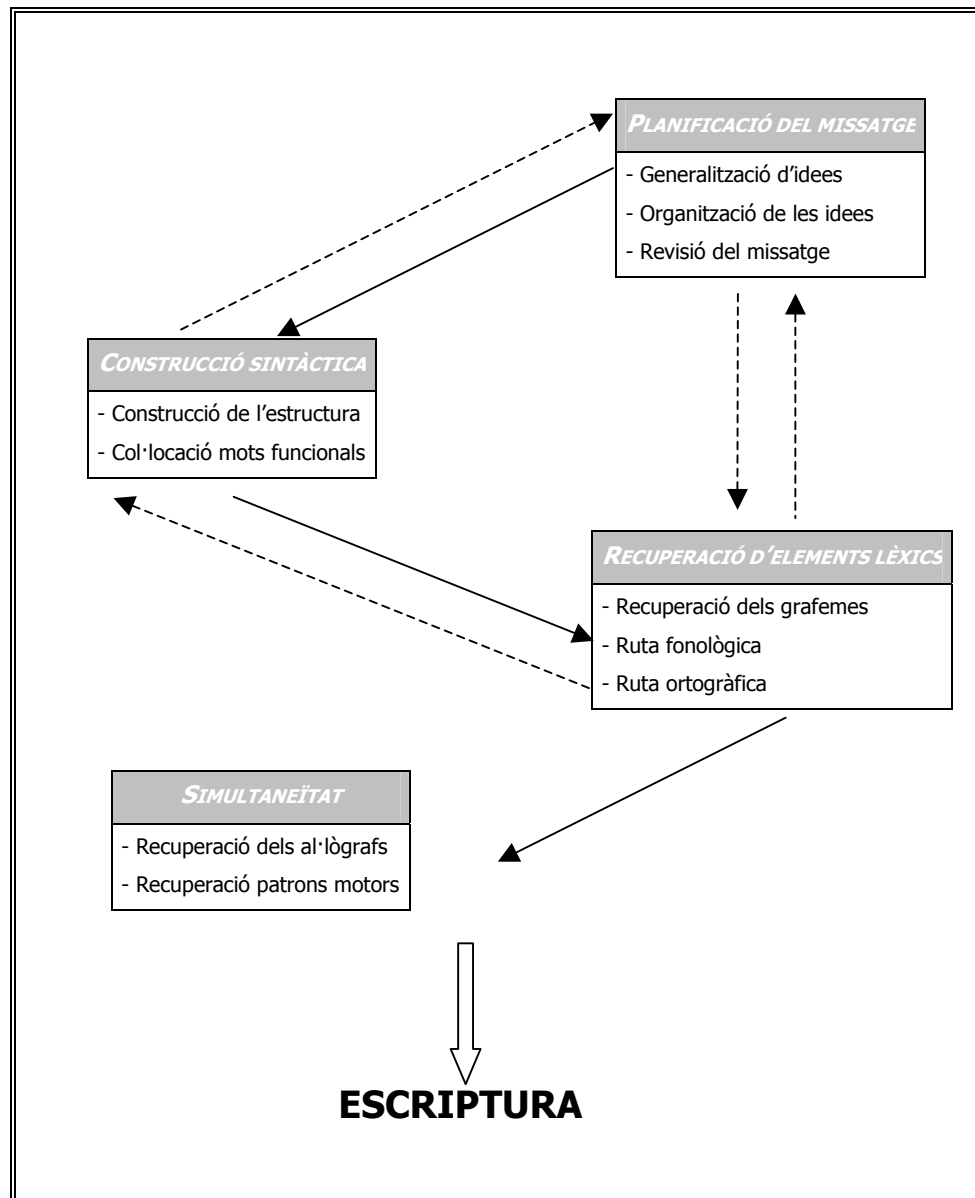 PLANIFICACIÓ DEL MISSATGE
- Generalització d’idees
- Organització de les idees
- Revisió del missatge
CONSTRUCCIÓ SINTÀCTICA
- Construcció de l’estructura
- Col·locació mots funcionals
RECUPERACIÓ D’ELEMENTS LÈXICS
- Recuperació dels grafemes
- Ruta fonològica
- Ruta ortogràfica
SIMULTANEÏTAT
- Recuperació dels al·lògrafs
- Recuperació patrons motors
ESCRIPTURA